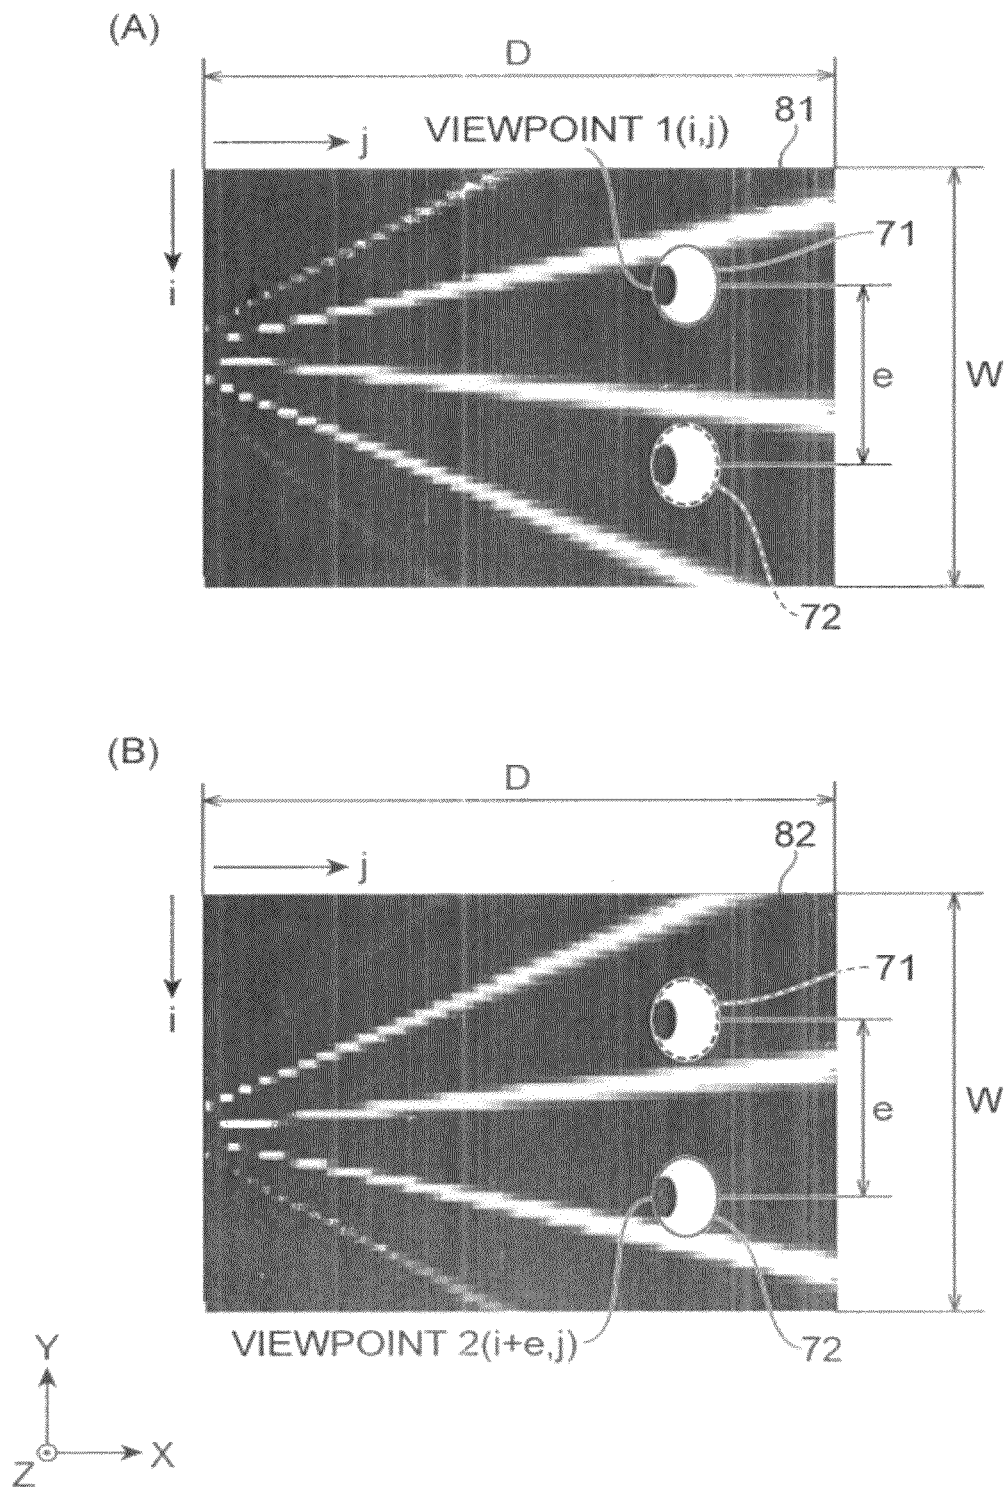 (A)
D
81
VIEWPOINT 1(i,j)
j
71
i
e
W
72
(B)
D
82
j
71
i
e
W
VIEWPOINT 2(i+e,j)
72
Y
Z
X